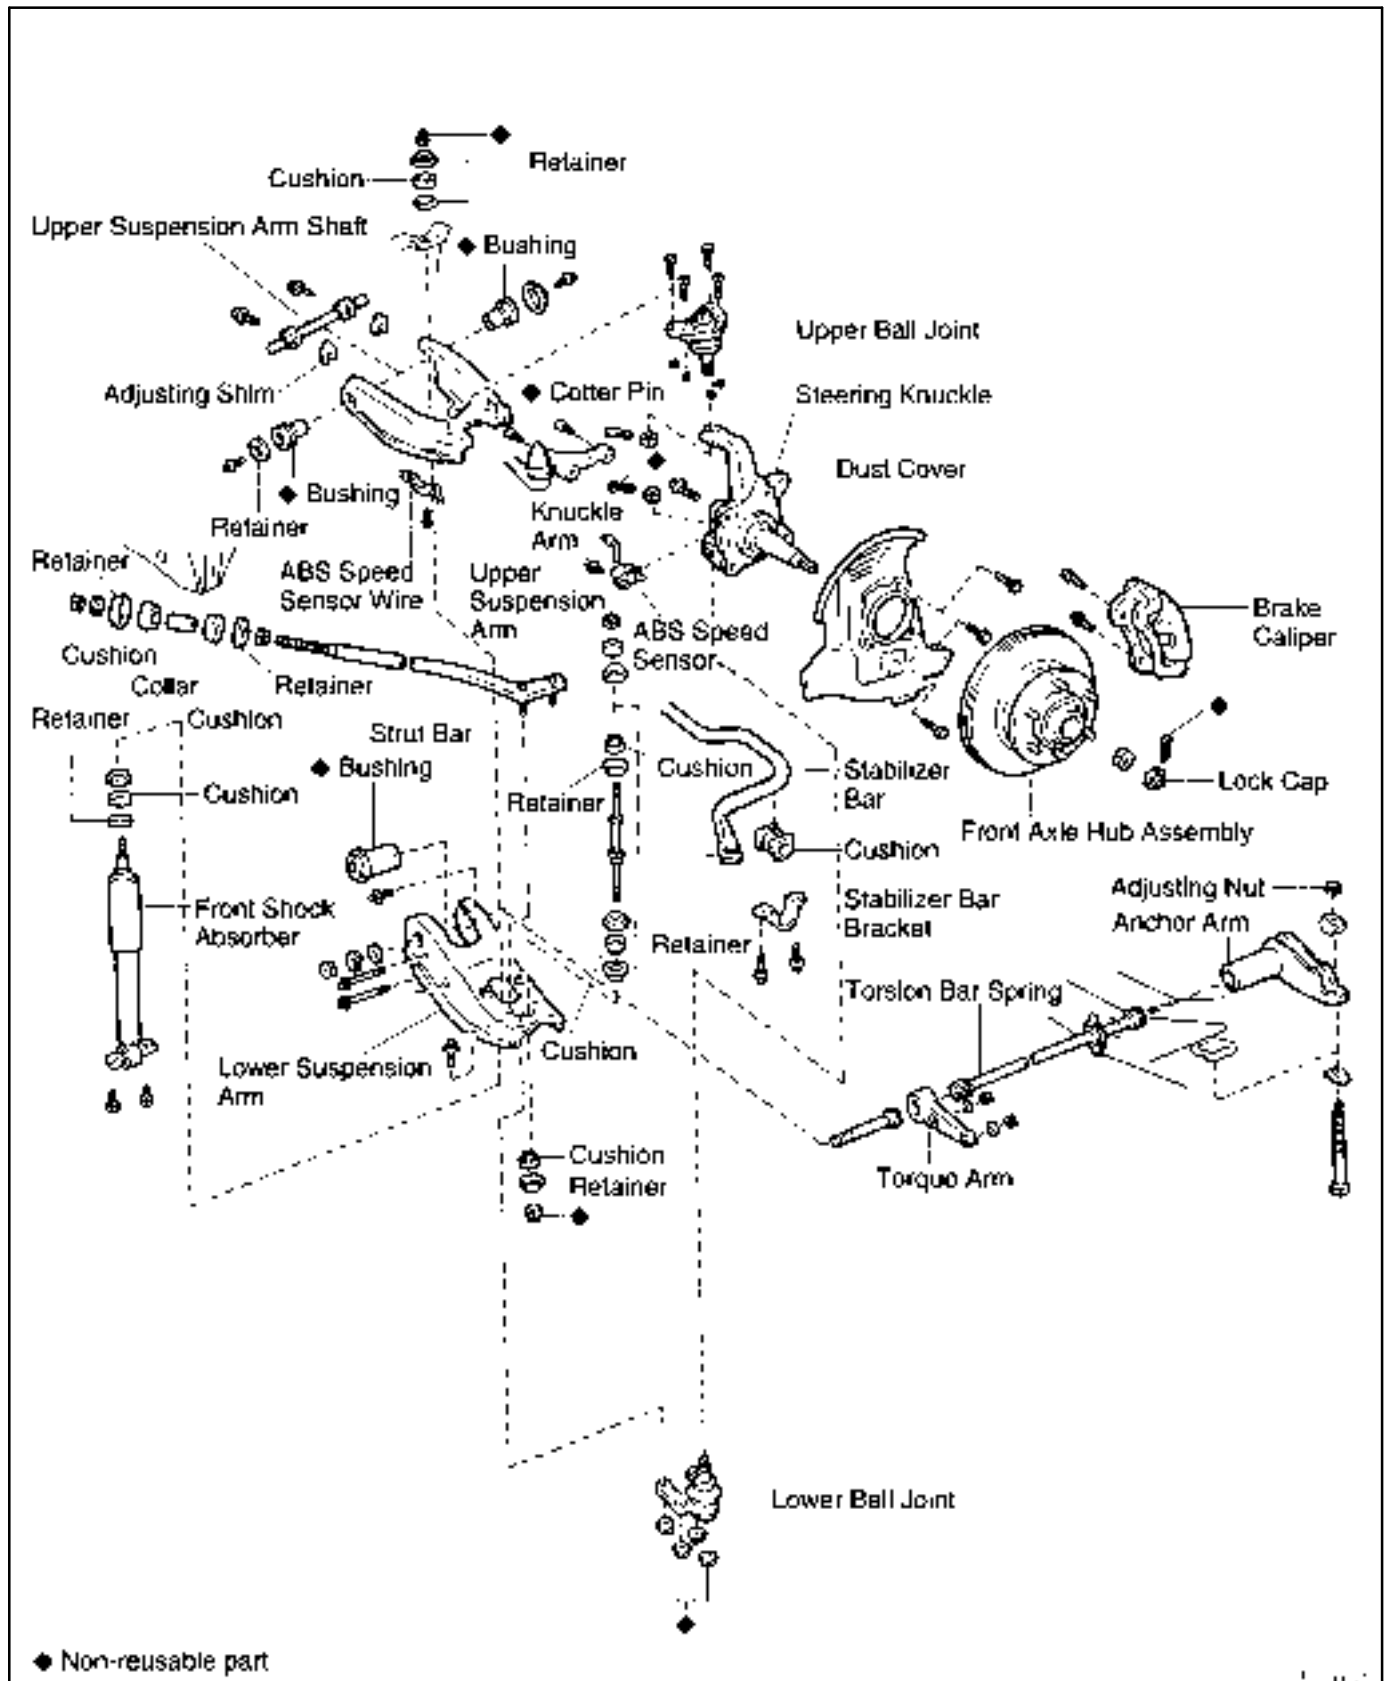 ◆
Retainer
Cushion
Upper Suspension Arm Shaft
◆ Bushing
Upper Ball Joint
Adjusting Shim
◆ Cotter Pin
Steering Knuckle
◆
Dust Cover
◆ Bushing
Retainer
Knuckle
Arm
Retainer
ABS Speed
Sensor Wire
Upper
Suspension
Arm
ABS Speed
Sensor
Brake
Caliper
Cushion
Collar
Retainer
Retainer
Cushion
Strut Bar
◆
◆ Bushing
Cushion
Stabilizer
Bar
Lock Cap
Cushion
Retainer
Front Axle Hub Assembly
Cushion
Adjusting Nut
Front Shock
Absorber
Stabilizer Bar
Bracket
Anchor Arm
Retainer
Torsion Bar Spring
Cushion
Lower Suspension
Arm
Cushion
Retainer
◆
Torque Arm
Lower Ball Joint
◆
◆ Non-reusable part